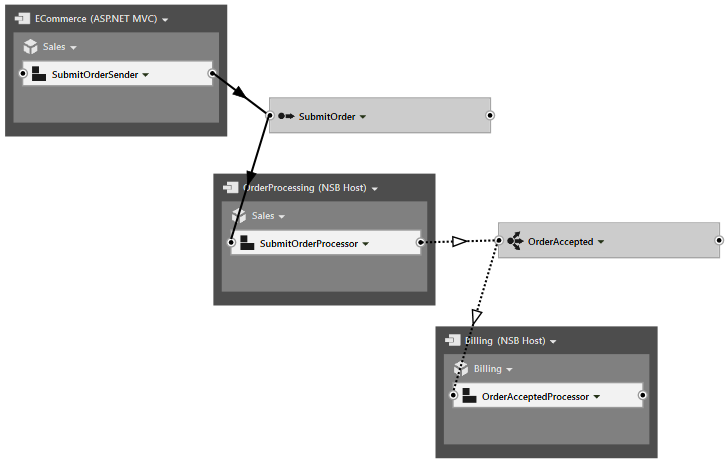 ECommerce (ASP.NET MVC)
Sales
SubmitOrderSender
SubmitOrder
OrderProcessing (NSB Host)
Sales
SubmitOrderProcessor
OrderAccepted
Billing (NSB Host)
Billing
OrderAcceptedProcessor